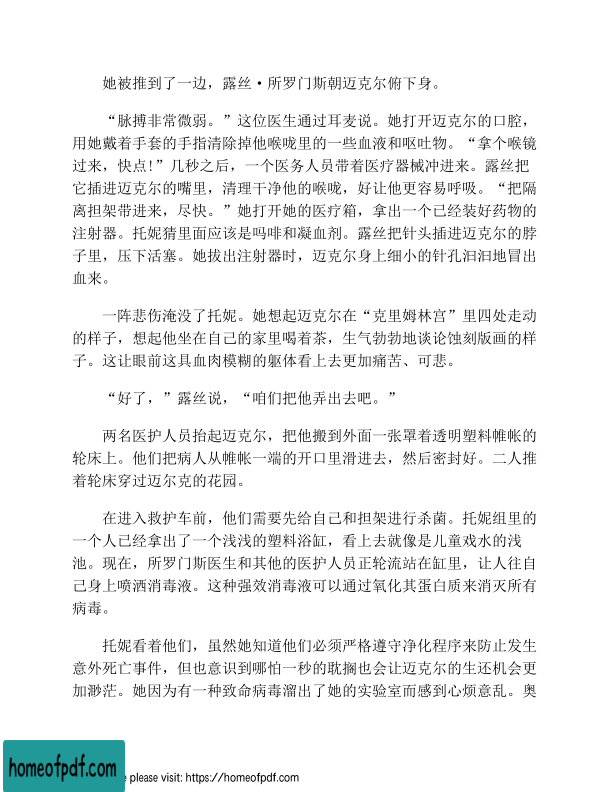 她被推到了一边，露丝·所罗门斯朝迈克尔俯下身。
“脉搏非常微弱。”这位医生通过耳麦说。她打开迈克尔的口腔，
用她戴着手套的手指清除掉他喉咙里的一些血液和呕吐物。“拿个喉镜
过来，快点!”几秒之后，一个医务人员带着医疗器械冲进来。露丝把
它插进迈克尔的嘴里，清理干净他的喉咙，好让他更容易呼吸。“把隔
离担架带进来，尽快。”她打开她的医疗箱，拿出一个已经装好药物的
注射器。托妮猜里面应该是吗啡和凝血剂。露丝把针头插进迈克尔的脖
子里，压下活塞。她拔出注射器时，迈克尔身上细小的针孔汩汩地冒出
血来。
一阵悲伤淹没了托妮。她想起迈克尔在“克里姆林宫”里四处走动
的样子，想起他坐在自己的家里喝着茶，生气勃勃地谈论蚀刻版画的样
子。这让眼前这具血肉模糊的躯体看上去更加痛苦、可悲。
“好了，”露丝说，“咱们把他弄出去吧。”
两名医护人员抬起迈克尔，把他搬到外面一张罩着透明塑料帷帐的
轮床上。他们把病人从帷帐一端的开口里滑进去，然后密封好。二人推
着轮床穿过迈尔克的花园。
在进入救护车前，他们需要先给自己和担架进行杀菌。托妮组里的
一个人已经拿出了一个浅浅的塑料浴缸，看上去就像是儿童戏水的浅
池。现在，所罗门斯医生和其他的医护人员正轮流站在缸里，让人往自
己身上喷洒消毒液。这种强效消毒液可以通过氧化其蛋白质来消灭所有
病毒。
托妮看着他们，虽然她知道他们必须严格遵守净化程序来防止发生
意外死亡事件，但也意识到哪怕一秒的耽搁也会让迈克尔的生还机会更
加渺茫。她因为有一种致命病毒溜出了她的实验室而感到心烦意乱。奥
homeofpdf.com
e please visit: https://homeofpdf.com